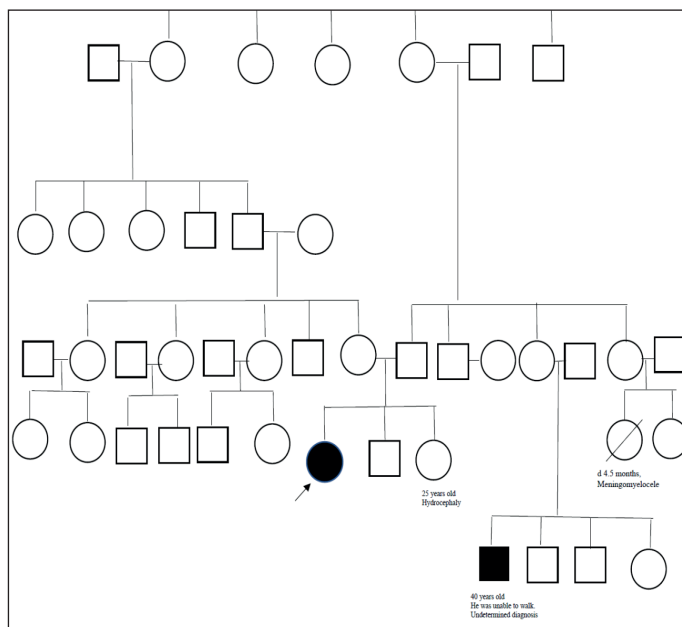 d 4.5 months,
Meningomyelocele
25 years old
Hydrocephaly
40 years old
He was unable to walk.
Undetermined diagnosis